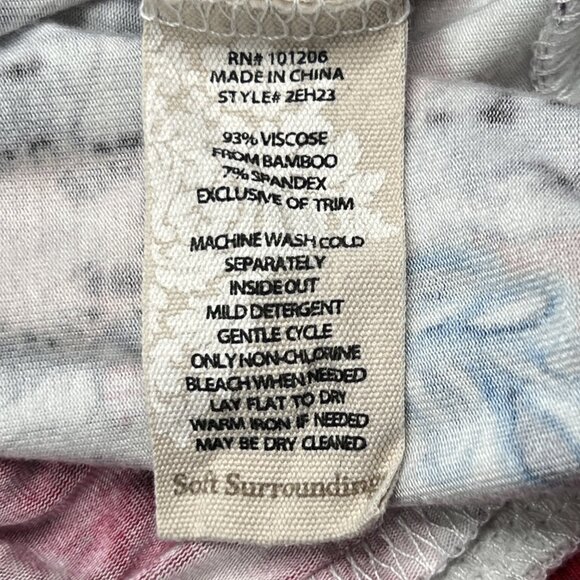 RN# 101206
MADE IN CHINA
STYLE# 2EH23
93% VISCOSE
FROM BAMBOO
7% SPANDEX
EXCLUSIVE OF TRIM
MACHINE WASH COLD
SEPARATELY
INSIDE OUT
MILD DETERGENT
GENTLE CYCLE
ONLY NON-CHLORINE
BLEACH WHEN NEEDED
LAY FLAT TO DRY
WARM IRON IF NEEDED
MAY BE DRY CLEANED
Soft Surrounding